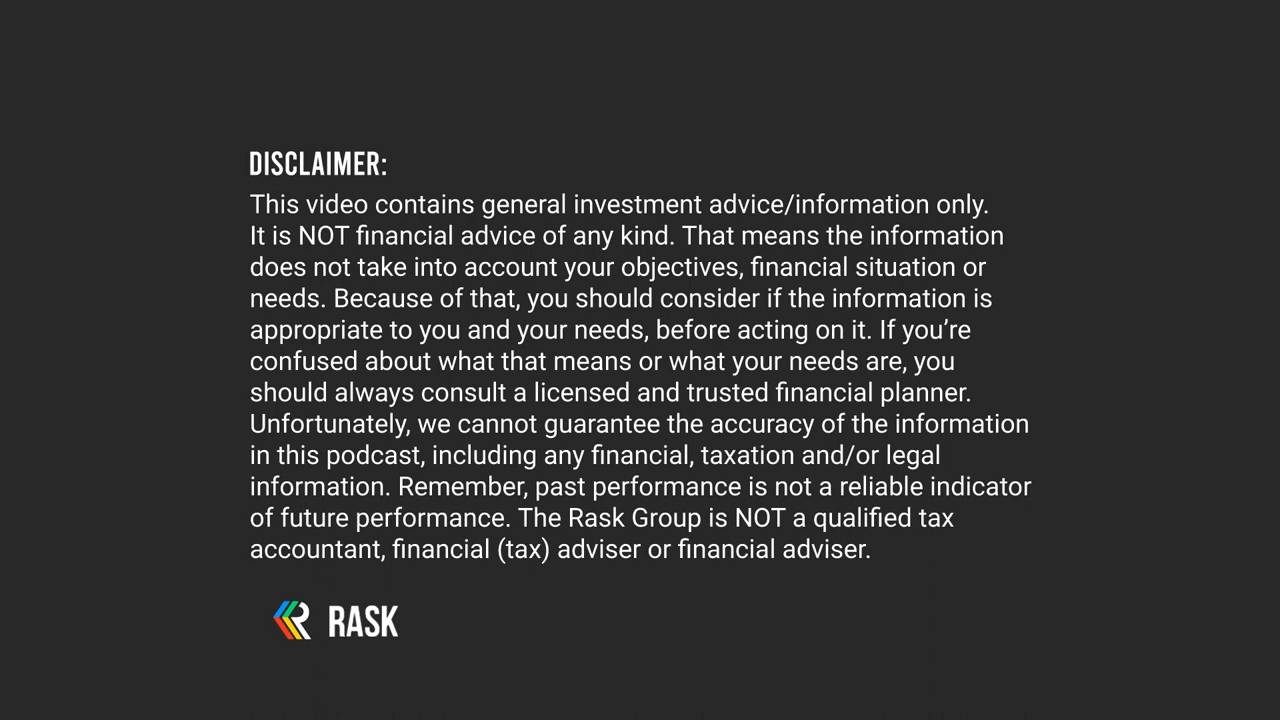 DISCLAIMER:
This video contains general investment advice/information only.
It is NOT financial advice of any kind. That means the information
does not take into account your objectives, financial situation or
needs. Because of that, you should consider if the information is
appropriate to you and your needs, before acting on it. If you’re
confused about what that means or what your needs are, you
should always consult a licensed and trusted financial planner.
Unfortunately, we cannot guarantee the accuracy of the information
in this podcast, including any financial, taxation and/or legal
information. Remember, past performance is not a reliable indicator
of future performance. The Rask Group is NOT a qualified tax
accountant, financial (tax) adviser or financial adviser.
RASK